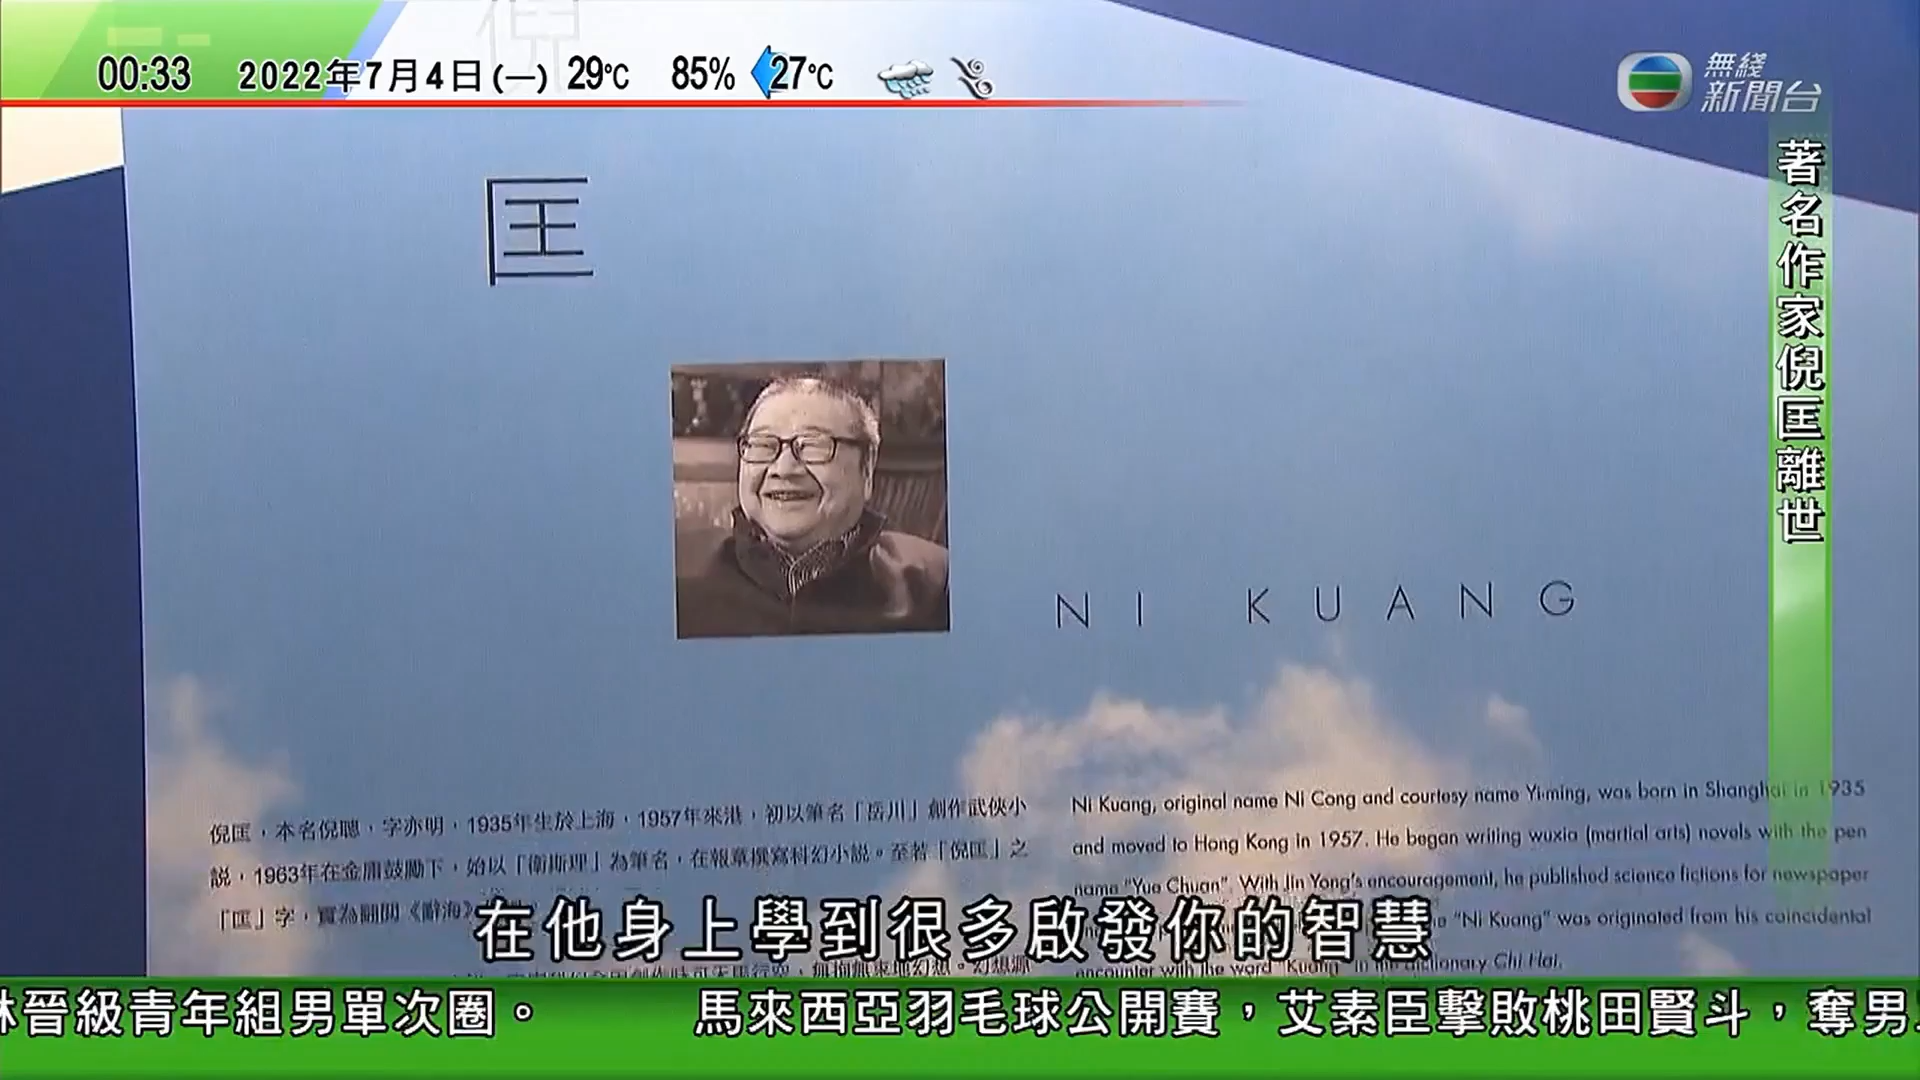 00:33 2022年7月4日(一) 29℃ 85% 27℃
無綫
新聞台
著名作家倪匡離世
倪
匡
NI KUANG
倪匡，本名倪聰，字亦明，1935年生於上海，1957年來港，初以筆名「岳川」創作武俠小
説，1963年在金庸鼓勵下，始以「衛斯理」為筆名，在報章撰寫科幻小説。至若「倪匡」之
「匡」字，實為翻閱《辭海》
Ni Kuang, original name Ni Cong and courtesy name Yi-ming, was born in Shanghai in 1935
and moved to Hong Kong in 1957. He began writing wuxia (martial arts) novels with the pen
name "Yue Chuan". With Jin Yong's encouragement, he published science fictions for newspaper
"Ni Kuang" was originated from his coincidental
encounter with the word "Kuang" in the dictionary Chi Hai.
在他身上學到很多啟發你的智慧
晉級青年組男單次圈。 馬來西亞羽毛球公開賽，艾素臣擊敗桃田賢斗，奪男